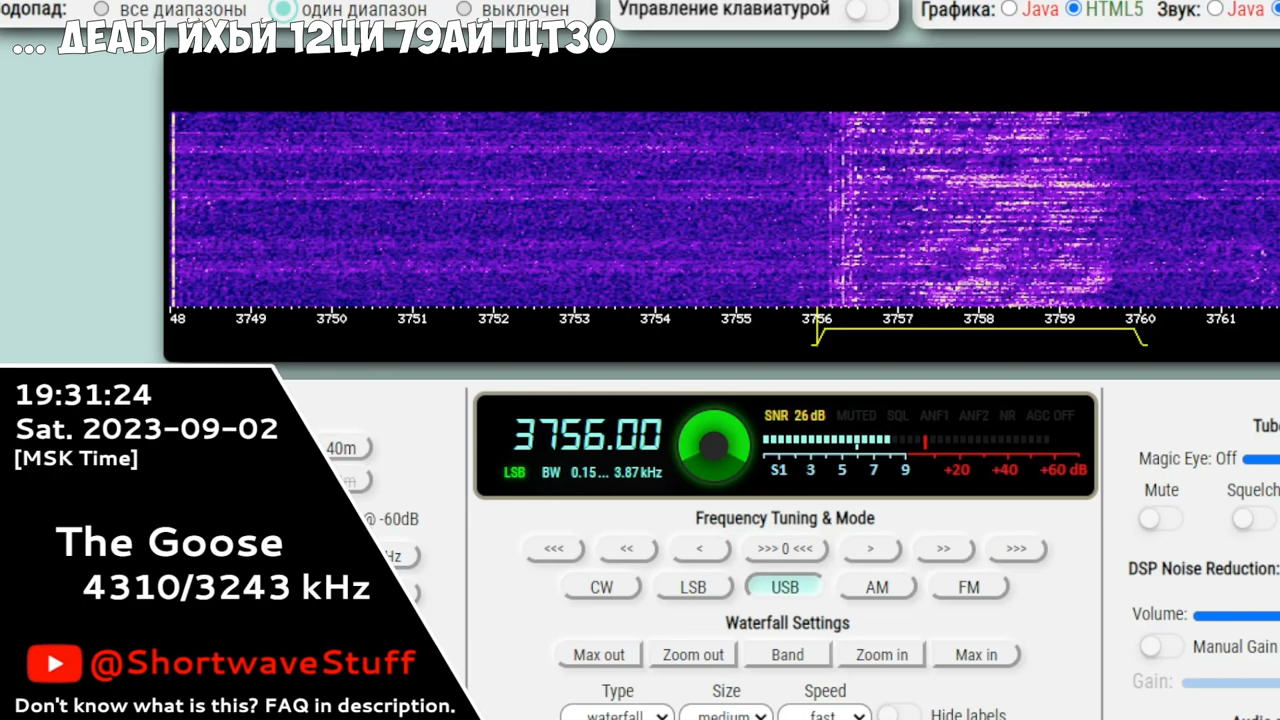 одопад: все диапазоны один диапазон выключен
Управление клавиатурой
Графика: Java HTML5 Звук: Java
... ДЕАЫ ЙХЬЙ 12ЦИ 79АЙ ЩТ30
48 3749 3750 3751 3752 3753 3754 3755 3756 3757 3758 3759 3760 3761
19:31:24
Sat. 2023-09-02
[MSK Time]
The Goose
4310/3243 kHz
@ShortwaveStuff
Don't know what is this? FAQ in description.
40m
@ -60dB
Hz
3756.00
LSB BW 0.15... 3.87 kHz
SNR 26 dB MUTED SQL ANF1 ANF2 NR AGC OFF
S1 3 5 7 9 +20 +40 +60 dB
Frequency Tuning & Mode
<<< << < >>> 0 <<< > >> >>>
CW LSB USB AM FM
Waterfall Settings
Max out Zoom out Band Zoom in Max in
Type Size Speed
waterfall medium fast Hide labels
Tube
Magic Eye: Off
Mute Squelch
DSP Noise Reduction:
Volume:
Manual Gain
Gain: